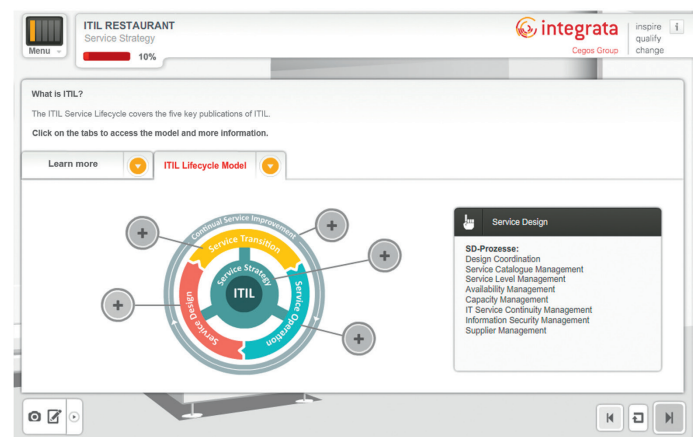 ITIL RESTAURANT
Service Strategy
10%
Menu
integrata
Cegos Group
inspire
qualify
change
i
What is ITIL?
The ITIL Service Lifecycle covers the five key publications of ITIL.
Click on the tabs to access the model and more information.
Learn more
ITIL Lifecycle Model
Continual Service Improvement
Service Transition
Service Strategy
ITIL
Service Design
Service Operation
Service Design
SD-Prozesse:
Design Coordination
Service Catalogue Management
Service Level Management
Availability Management
Capacity Management
IT Service Continuity Management
Information Security Management
Supplier Management